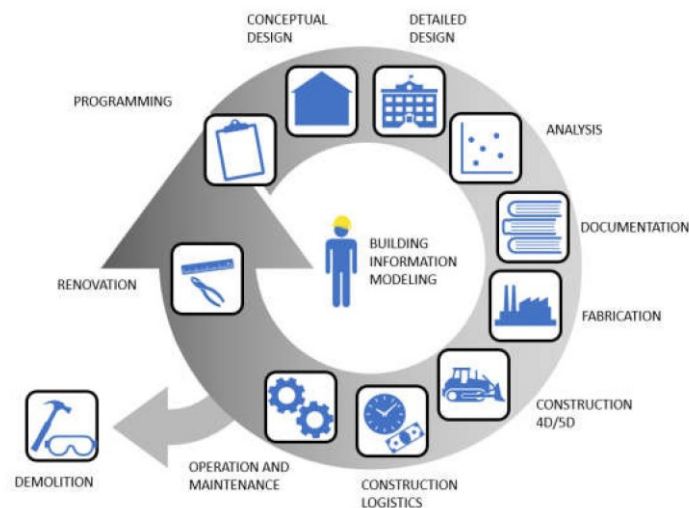 CONCEPTUAL
DESIGN
DETAILED
DESIGN
PROGRAMMING
ANALYSIS
DOCUMENTATION
BUILDING
INFORMATION
MODELING
RENOVATION
FABRICATION
CONSTRUCTION
4D/5D
OPERATION AND
MAINTENANCE
CONSTRUCTION
LOGISTICS
DEMOLITION